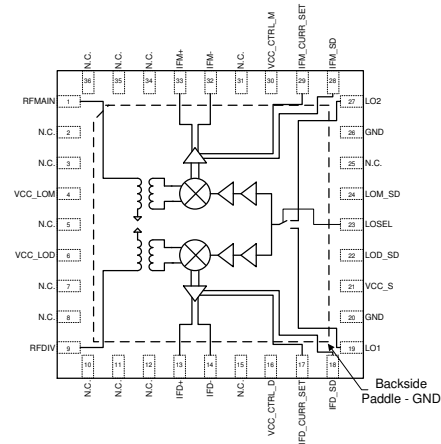 N.C.
N.C.
N.C.
IFM+
IFM-
N.C.
VCC_CTRL_M
IFM_CURR_SET
IFM_SD
36
35
34
33
32
31
30
29
28
RFMAIN
1
N.C.
2
N.C.
3
VCC_LOM
4
N.C.
5
VCC_LOD
6
N.C.
7
N.C.
8
RFDIV
9
27
LO2
26
GND
25
N.C.
24
LOM_SD
23
LOSEL
22
LOD_SD
21
VCC_S
20
GND
19
LO1
10
11
12
13
14
15
16
17
18
N.C.
N.C.
N.C.
IFD+
IFD-
N.C.
VCC_CTRL_D
IFD_CURR_SET
IFD_SD
Backside
Paddle - GND